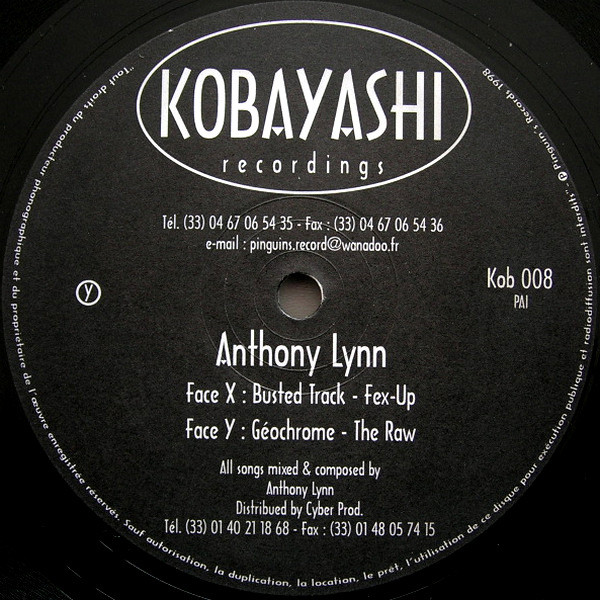 KOBAYASHI
recordings
Tél. (33) 04 67 06 54 35 - Fax : (33) 04 67 06 54 36
e-mail : pinguins.record@wanadoo.fr
y
Kob 008
PAI
Anthony Lynn
Face X : Busted Track - Fex-Up
Face Y : Géochrome - The Raw
All songs mixed & composed by
Anthony Lynn
Distribued by Cyber Prod.
Tél. (33) 01 40 21 18 68 - Fax : (33) 01 48 05 74 15
"Tout droits du producteur phonographique et du propriétaire de l'œuvre enregistrée réservés. Sauf autorisation, la duplication, la location, le prêt, l'utilisation de ce disque pour exécution publique et radiodiffusion sont interdits" - ℗ Pinguin's Records 1998